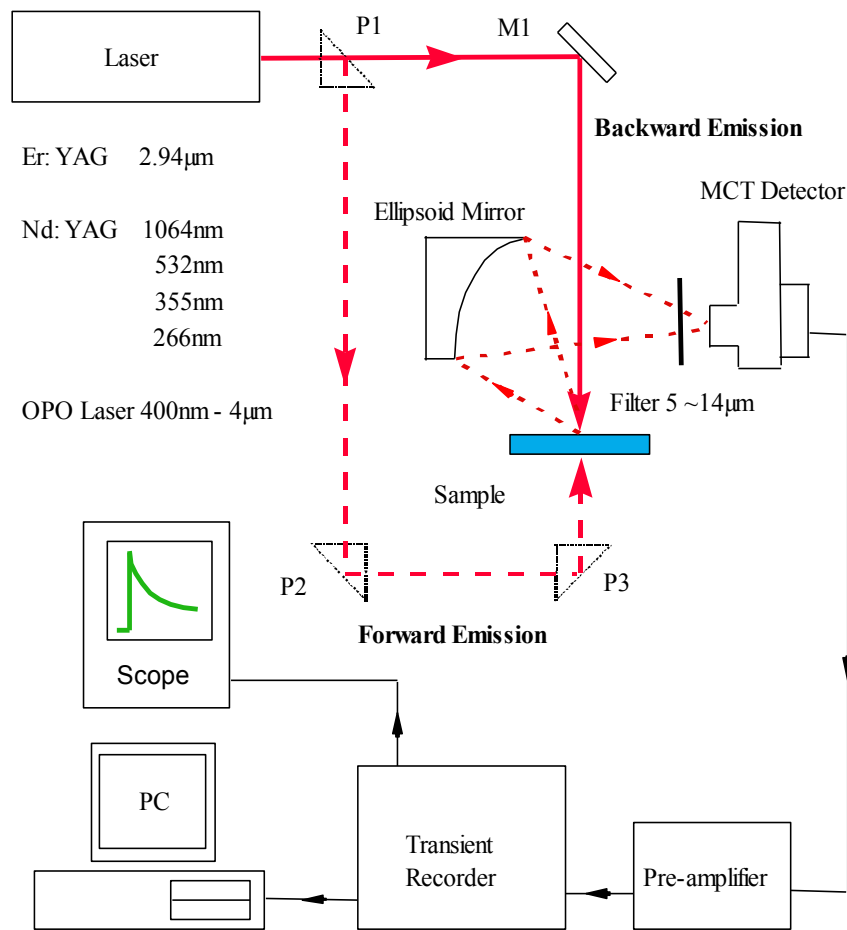 P1
M1
Laser
Backward Emission
Er: YAG 2.94μm
MCT Detector
Ellipsoid Mirror
Nd: YAG 1064nm
532nm
355nm
266nm
Filter 5 ~14μm
OPO Laser 400nm - 4μm
Sample
P2
P3
Forward Emission
Scope
PC
Transient
Recorder
Pre-amplifier